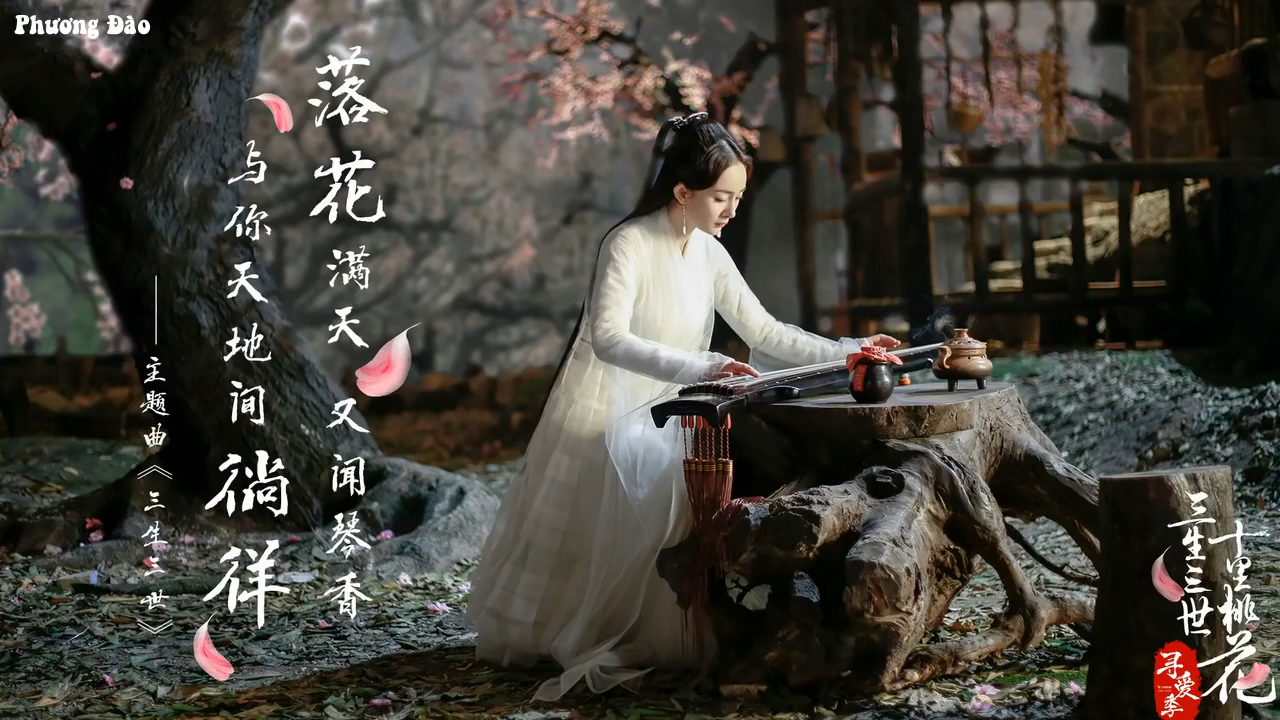 Phương Đào
落花满天又闻琴香
与你天地间徜徉
——主题曲《三生三世》
三生三世
十里桃花
寻爱季